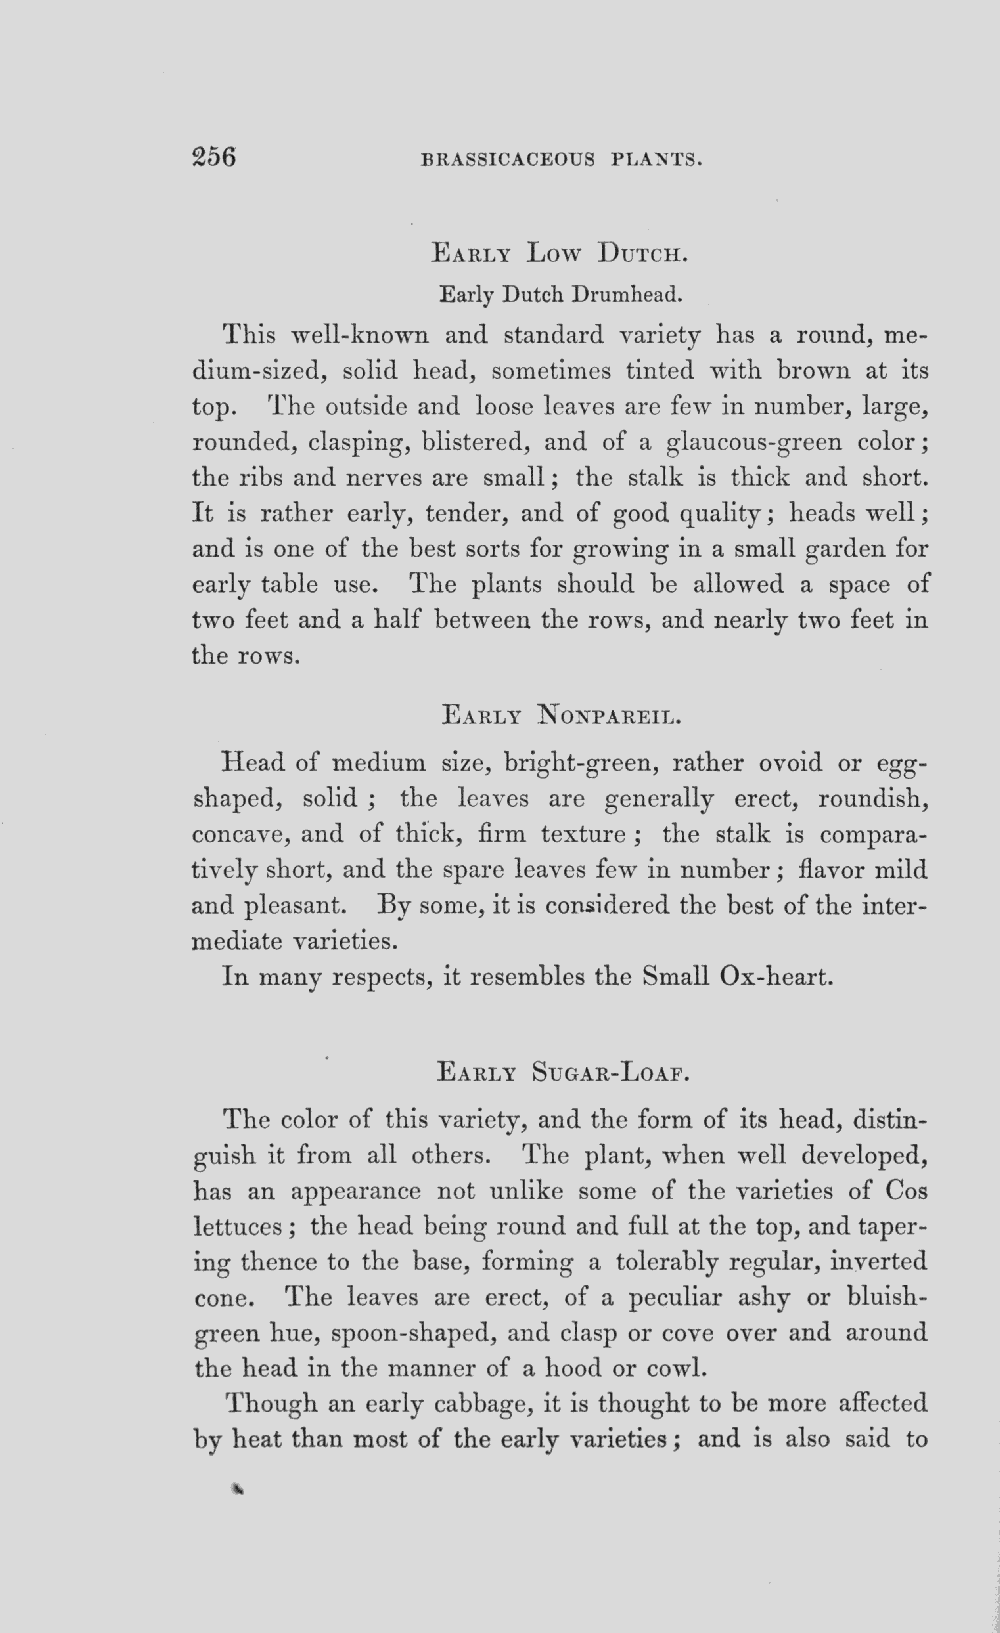 256 BRASSICACEOUS PLANTS.
EARLY LOW DUTCH.
Early Dutch Drumhead.
This well-known and standard variety has a round, me-
dium-sized, solid head, sometimes tinted with brown at its
top. The outside and loose leaves are few in number, large,
rounded, clasping, blistered, and of a glaucous-green color;
the ribs and nerves are small; the stalk is thick and short.
It is rather early, tender, and of good quality; heads well;
and is one of the best sorts for growing in a small garden for
early table use. The plants should be allowed a space of
two feet and a half between the rows, and nearly two feet in
the rows.
EARLY NONPAREIL.
Head of medium size, bright-green, rather ovoid or egg-
shaped, solid ; the leaves are generally erect, roundish,
concave, and of thick, firm texture ; the stalk is compara-
tively short, and the spare leaves few in number; flavor mild
and pleasant. By some, it is considered the best of the inter-
mediate varieties.
In many respects, it resembles the Small Ox-heart.
EARLY SUGAR-LOAF.
The color of this variety, and the form of its head, distin-
guish it from all others. The plant, when well developed,
has an appearance not unlike some of the varieties of Cos
lettuces; the head being round and full at the top, and taper-
ing thence to the base, forming a tolerably regular, inverted
cone. The leaves are erect, of a peculiar ashy or bluish-
green hue, spoon-shaped, and clasp or cove over and around
the head in the manner of a hood or cowl.
Though an early cabbage, it is thought to be more affected
by heat than most of the early varieties; and is also said to